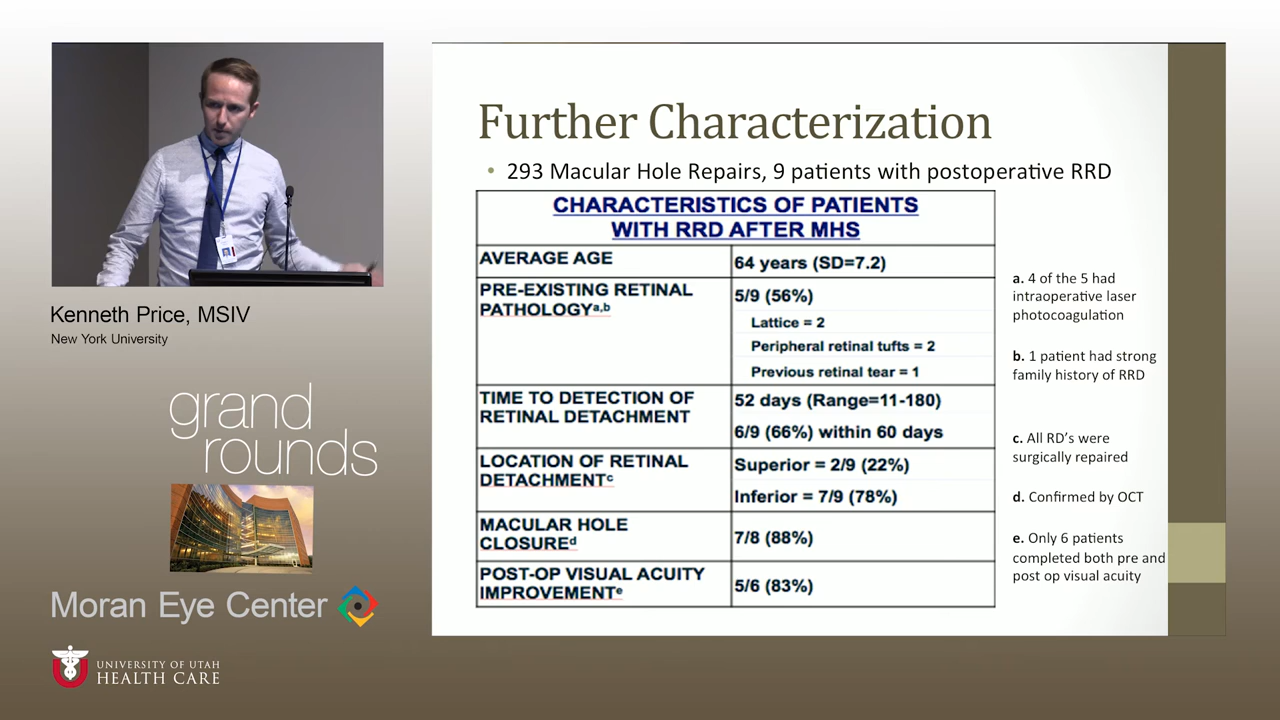 Further Characterization
• 293 Macular Hole Repairs, 9 patients with postoperative RRD
CHARACTERISTICS OF PATIENTS
WITH RRD AFTER MHS
AVERAGE AGE
64 years (SD=7.2)
PRE-EXISTING RETINAL
PATHOLOGYa,b
5/9 (56%)
Lattice = 2
Peripheral retinal tufts = 2
Previous retinal tear = 1
TIME TO DETECTION OF
RETINAL DETACHMENT
52 days (Range=11-180)
6/9 (66%) within 60 days
LOCATION OF RETINAL
DETACHMENTc
Superior = 2/9 (22%)
Inferior = 7/9 (78%)
MACULAR HOLE
CLOSUREd
7/8 (88%)
POST-OP VISUAL ACUITY
IMPROVEMENTe
5/6 (83%)
a. 4 of the 5 had
intraoperative laser
photocoagulation
b. 1 patient had strong
family history of RRD
c. All RD's were
surgically repaired
d. Confirmed by OCT
e. Only 6 patients
completed both pre and
post op visual acuity
Kenneth Price, MSIV
New York University
grand
rounds
Moran Eye Center
UNIVERSITY OF UTAH
HEALTH CARE